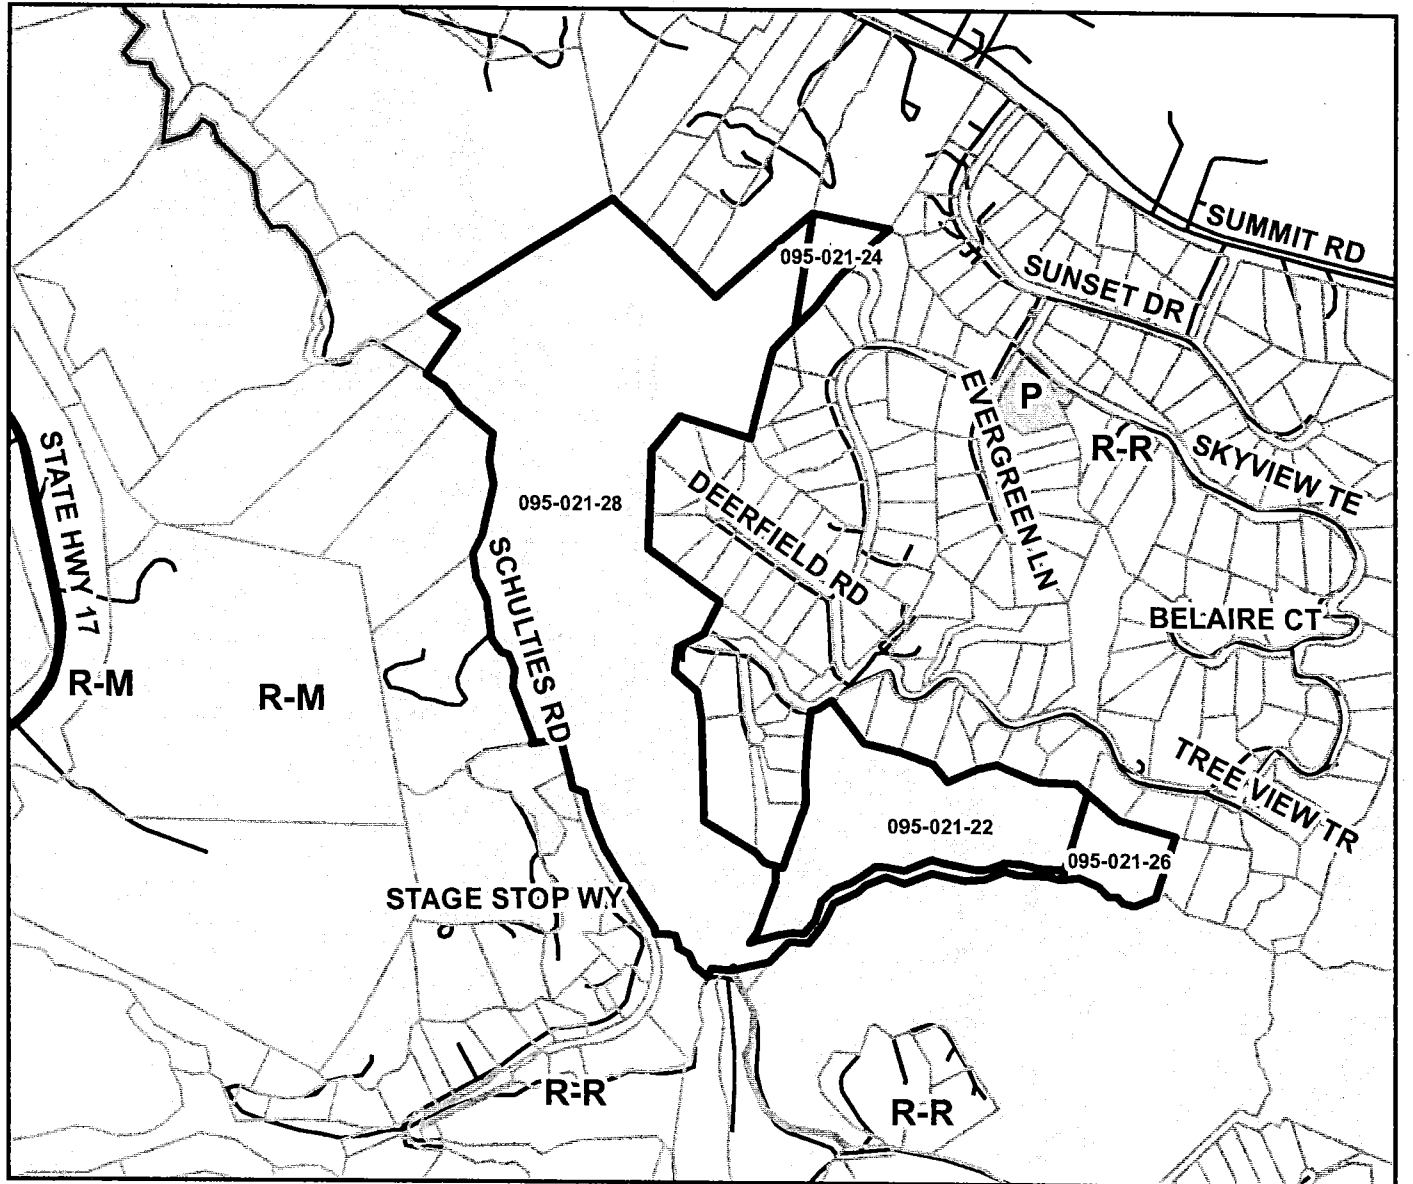 SUMMIT RD
095-021-24
SUNSET DR
EVERGREEN LN
P
R-R
SKYVIEW TE
STATE HWY 17
095-021-28
DEERFIELD RD
SCHULTIES RD
BELAIRE CT
R-M
R-M
TREE VIEW TR
095-021-22
095-021-26
STAGE STOP WY
R-R
R-R